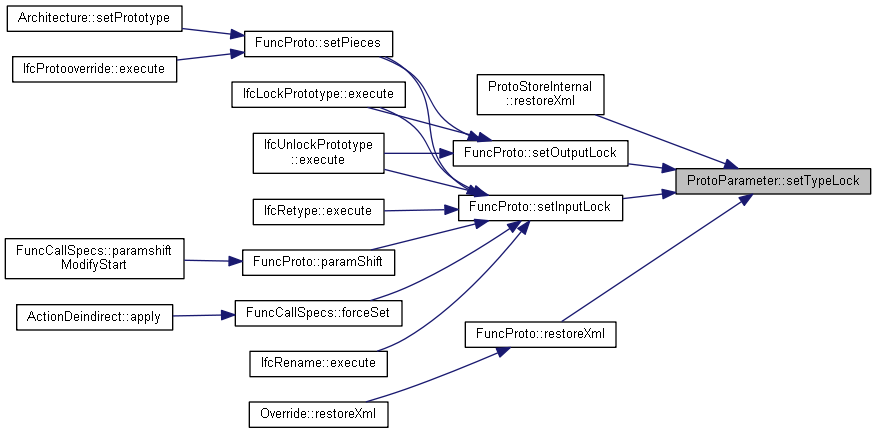 Architecture::setPrototype
FuncProto::setPieces
IfcProtooverride::execute
IfcLockPrototype::execute
ProtoStoreInternal
::restoreXml
IfcUnlockPrototype
::execute
FuncProto::setOutputLock
ProtoParameter::setTypeLock
IfcRetype::execute
FuncProto::setInputLock
FuncCallSpecs::paramshift
ModifyStart
FuncProto::paramShift
ActionDeindirect::apply
FuncCallSpecs::forceSet
FuncProto::restoreXml
IfcRename::execute
Override::restoreXml